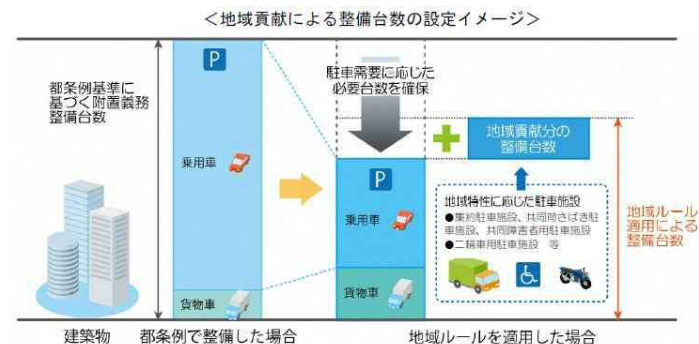 ＜地域貢献による整備台数の設定イメージ＞
都条例基準に
基づく附置義務
整備台数
P
乗用車
貨物車
駐車需要に応じた
必要台数を確保
P
乗用車
貨物車
地域貢献分の
整備台数
地域特性に応じた駐車施設
●集約駐車施設、共同荷さばき駐
車施設、共同障害者用駐車施設
●二輪車用駐車施設　等
地域ルール
適用による
整備台数
建築物
都条例で整備した場合
地域ルールを適用した場合